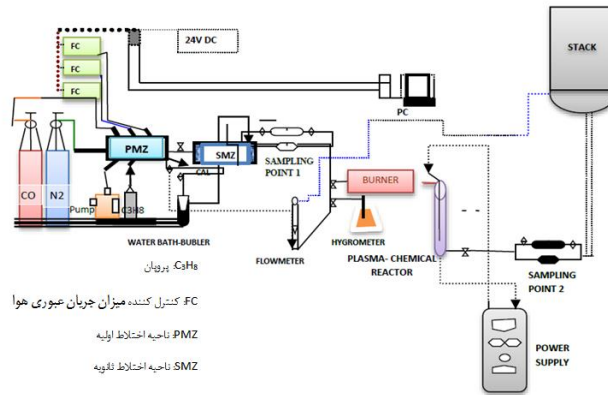 24V DC
FC
FC
FC
STACK
PC
PMZ
SMZ
CAL
SAMPLING
POINT 1
CO
N2
Pump
C3H8
BURNER
WATER BATH-BUBLER
HYGROMETER
FLOWMETER
PLASMA- CHEMICAL
REACTOR
SAMPLING
POINT 2
POWER
SUPPLY
C₃H₈: پروپان
FC: کنترل کننده میزان جریان عبوری هوا
PMZ: ناحیه اختلاط اولیه
SMZ: ناحیه اختلاط ثانویه